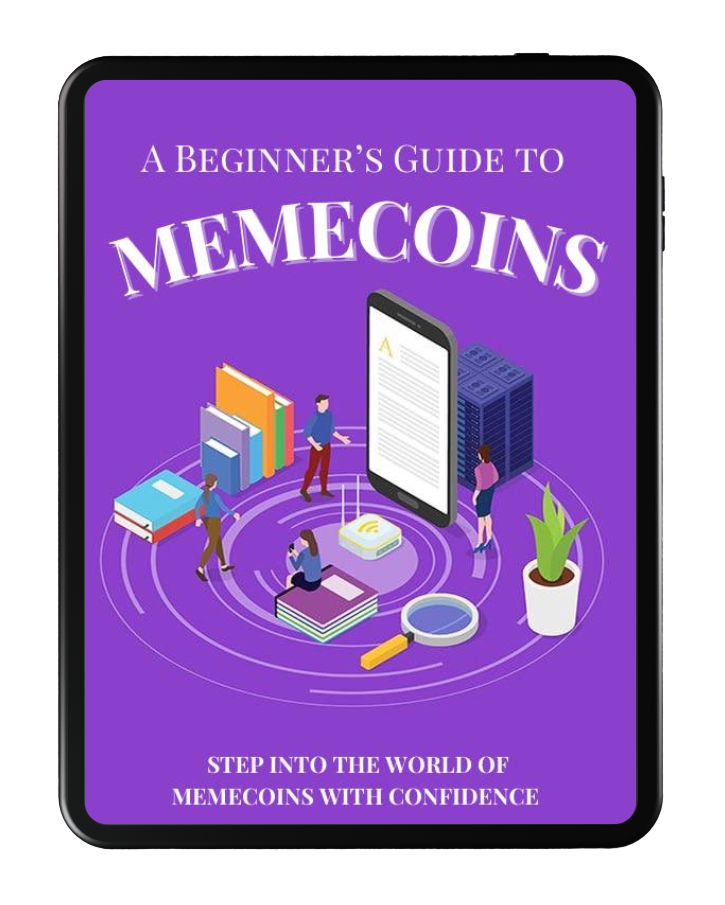 A Beginner's Guide to
MEMECOINS
A
STEP INTO THE WORLD OF
MEMECOINS WITH CONFIDENCE